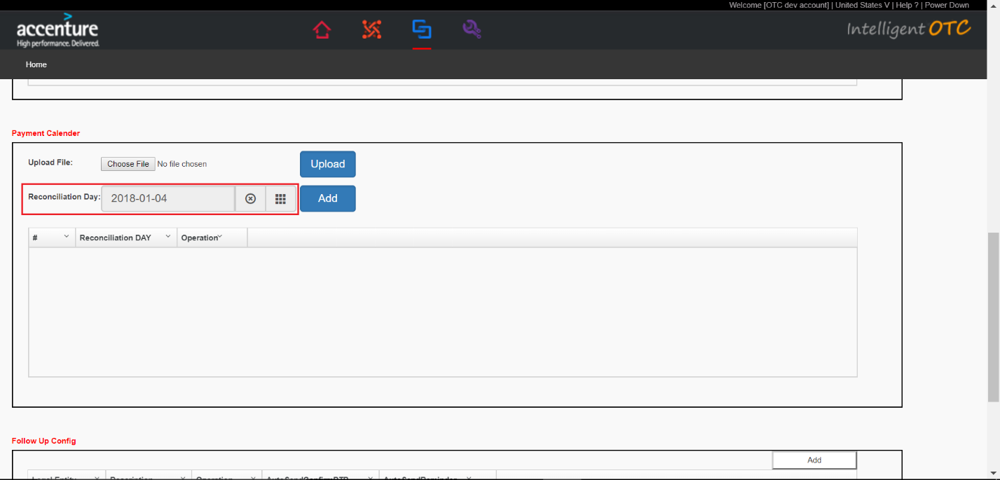 Welcome [OTC dev account] | United States V | Help ? | Power Down
accenture
High performance. Delivered.
Intelligent OTC
Home
Payment Calender
Upload File: Choose File No file chosen Upload
Reconciliation Day: 2018-01-04 Add
# Reconciliation DAY Operation
Follow Up Config
Add
Legal Entity Description Operation AutoSendConfirmPTP AutoSendReminder